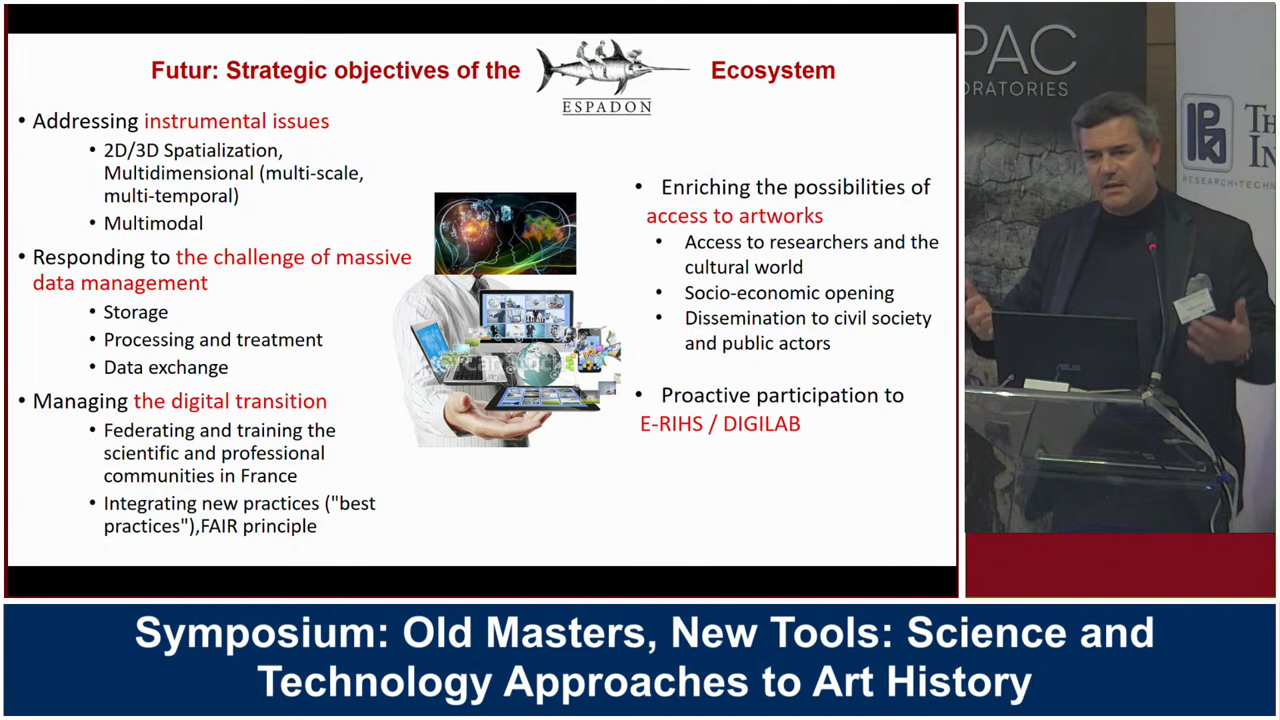 Futur: Strategic objectives of the
ESPADON
Ecosystem
• Addressing instrumental issues
• 2D/3D Spatialization,
Multidimensional (multi-scale,
multi-temporal)
• Multimodal
• Responding to the challenge of massive
data management
• Storage
• Processing and treatment
• Data exchange
• Managing the digital transition
• Federating and training the
scientific and professional
communities in France
• Integrating new practices ("best
practices"),FAIR principle
• Enriching the possibilities of
access to artworks
• Access to researchers and the
cultural world
• Socio-economic opening
• Dissemination to civil society
and public actors
• Proactive participation to
E-RIHS / DIGILAB
PAC
ORATORIES
TH
IN
RESEARCH•TECHN
ASUS
Symposium: Old Masters, New Tools: Science and
Technology Approaches to Art History